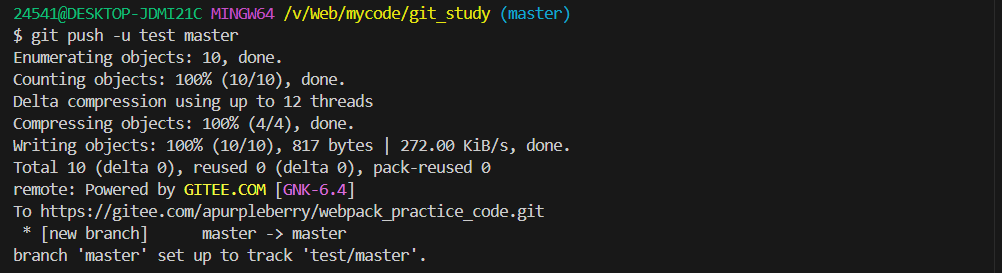 24541@DESKTOP-JDMI21C MINGW64 /v/Web/mycode/git_study (master)
$ git push -u test master
Enumerating objects: 10, done.
Counting objects: 100% (10/10), done.
Delta compression using up to 12 threads
Compressing objects: 100% (4/4), done.
Writing objects: 100% (10/10), 817 bytes | 272.00 KiB/s, done.
Total 10 (delta 0), reused 0 (delta 0), pack-reused 0
remote: Powered by GITEE.COM [GNK-6.4]
To https://gitee.com/apurpleberry/webpack_practice_code.git
 * [new branch]      master -> master
branch 'master' set up to track 'test/master'.